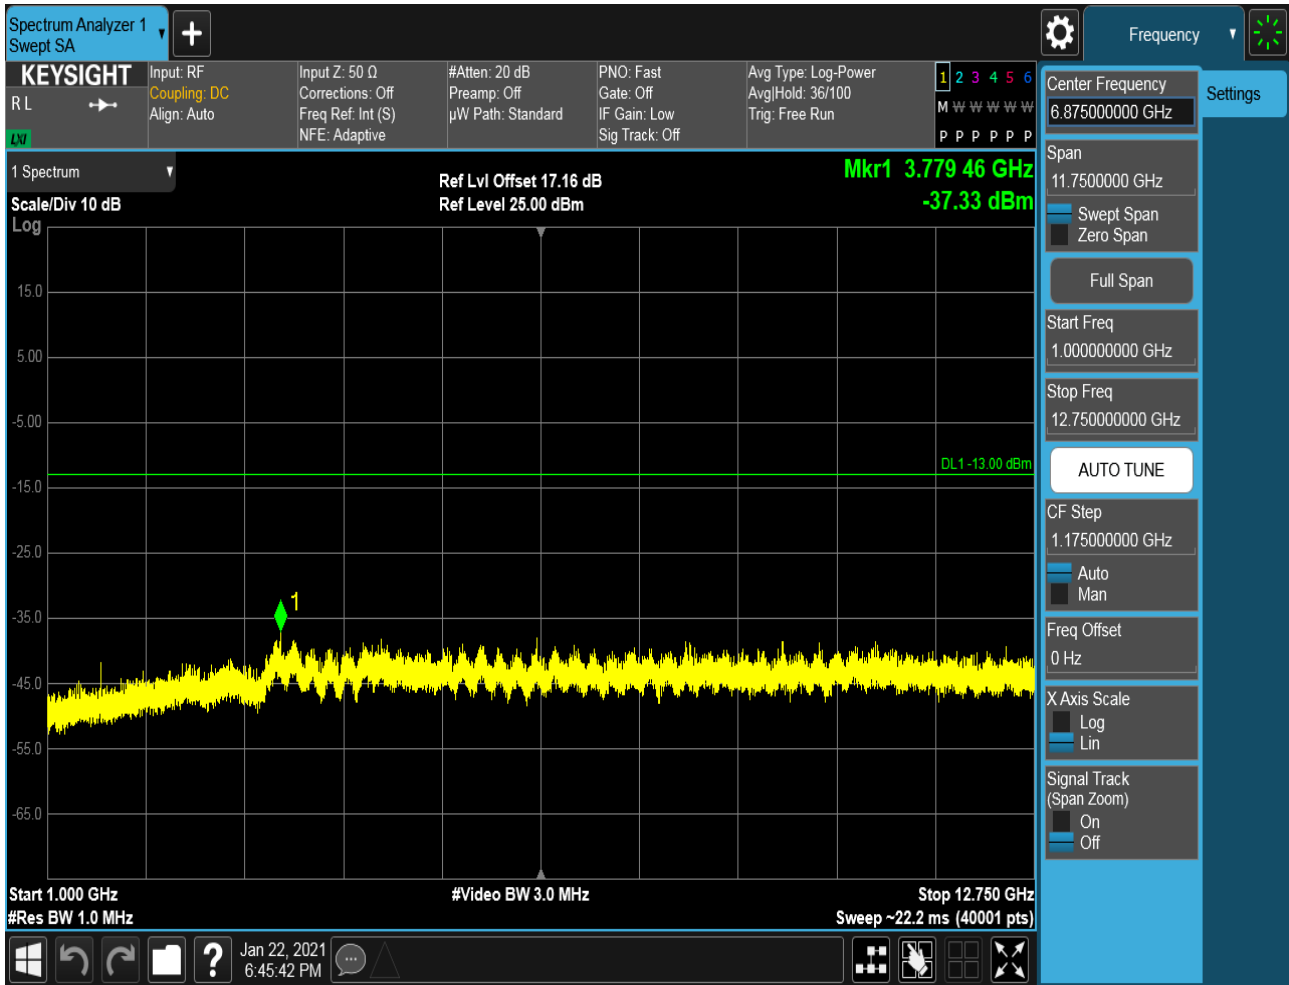 Spectrum Analyzer 1
Swept SA
Frequency
KEYSIGHT
R L
LXI
Input: RF
Coupling: DC
Align: Auto
Input Z: 50 Ω
Corrections: Off
Freq Ref: Int (S)
NFE: Adaptive
#Atten: 20 dB
Preamp: Off
µW Path: Standard
PNO: Fast
Gate: Off
IF Gain: Low
Sig Track: Off
Avg Type: Log-Power
Avg|Hold: 36/100
Trig: Free Run
1 2 3 4 5 6
M W W W W W
P P P P P P
1 Spectrum
Scale/Div 10 dB
Log
Ref Lvl Offset 17.16 dB
Ref Level 25.00 dBm
Mkr1 3.779 46 GHz
-37.33 dBm
15.0
5.00
-5.00
DL1 -13.00 dBm
-15.0
-25.0
1
-35.0
-45.0
-55.0
-65.0
Start 1.000 GHz
#Res BW 1.0 MHz
#Video BW 3.0 MHz
Stop 12.750 GHz
Sweep ~22.2 ms (40001 pts)
?
Jan 22, 2021
6:45:42 PM
Center Frequency
6.875000000 GHz
Settings
Span
11.7500000 GHz
Swept Span
Zero Span
Full Span
Start Freq
1.000000000 GHz
Stop Freq
12.750000000 GHz
AUTO TUNE
CF Step
1.175000000 GHz
Auto
Man
Freq Offset
0 Hz
X Axis Scale
Log
Lin
Signal Track
(Span Zoom)
On
Off